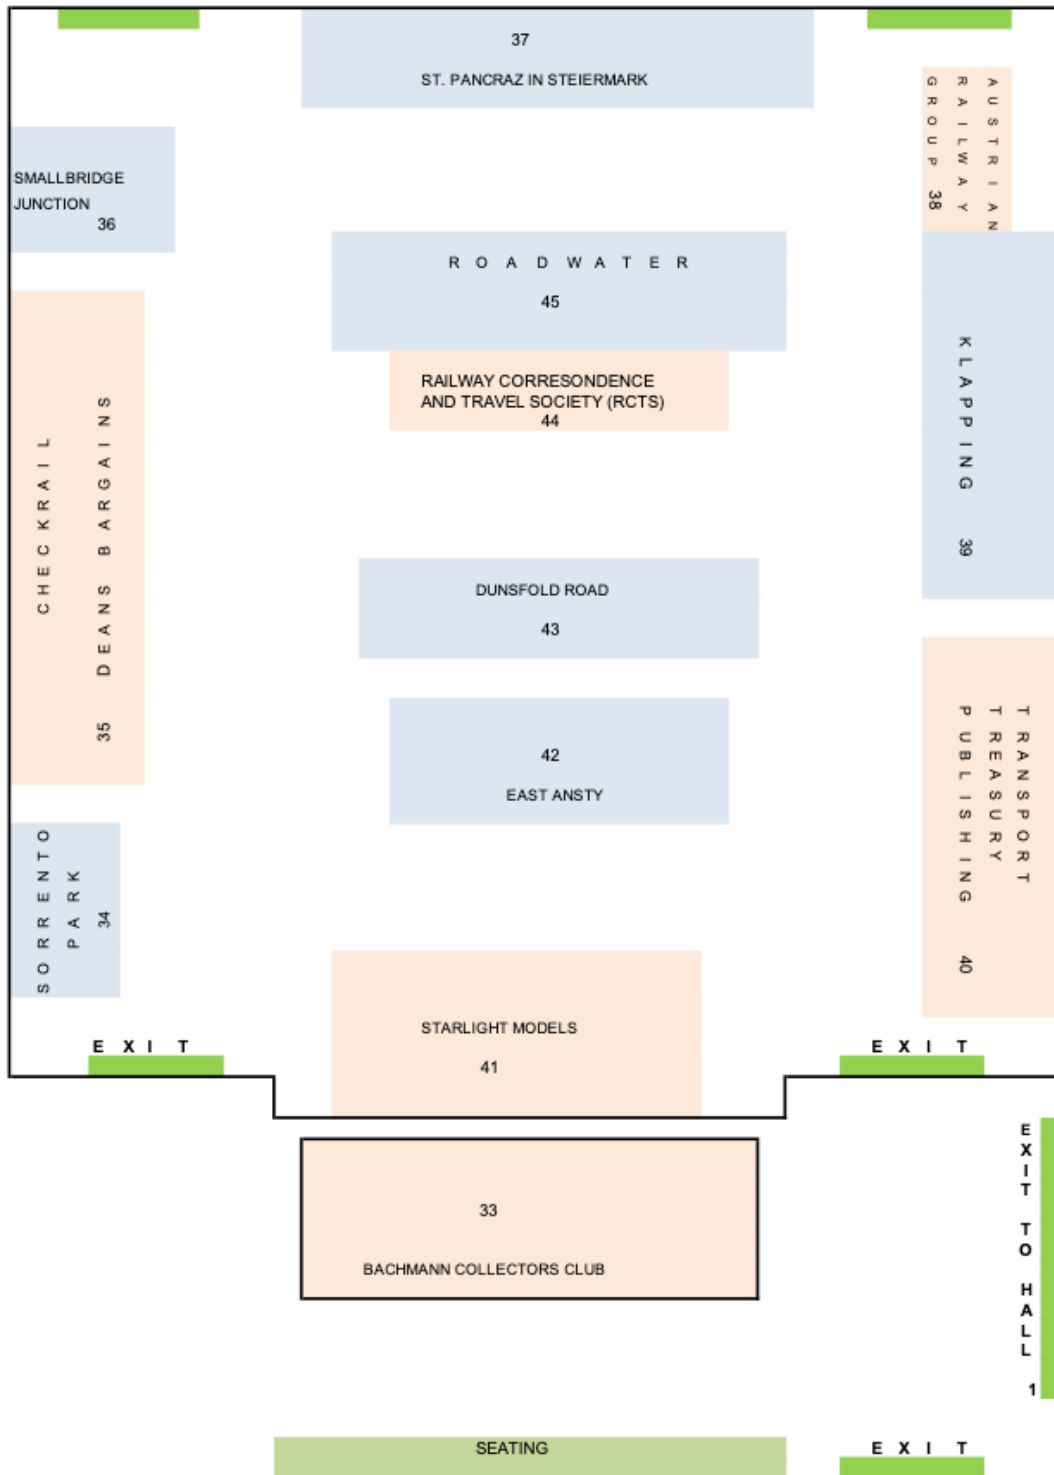 37
ST. PANCRAZ IN STEIERMARK
AUSTRIAN
RAILWAY
GROUP 38
SMALLBRIDGE
JUNCTION
36
ROADWATER
45
RAILWAY CORRESONDENCE
AND TRAVEL SOCIETY (RCTS)
44
KLAPPING 39
CHECKRAIL
35 DEANS BARGAINS
DUNSFOLD ROAD
43
42
EAST ANSTY
TRANSPORT
TREASURY
PUBLISHING 40
SORRENTO
PARK
34
STARLIGHT MODELS
41
EXIT
EXIT
EXIT TO HALL 1
33
BACHMANN COLLECTORS CLUB
SEATING
EXIT